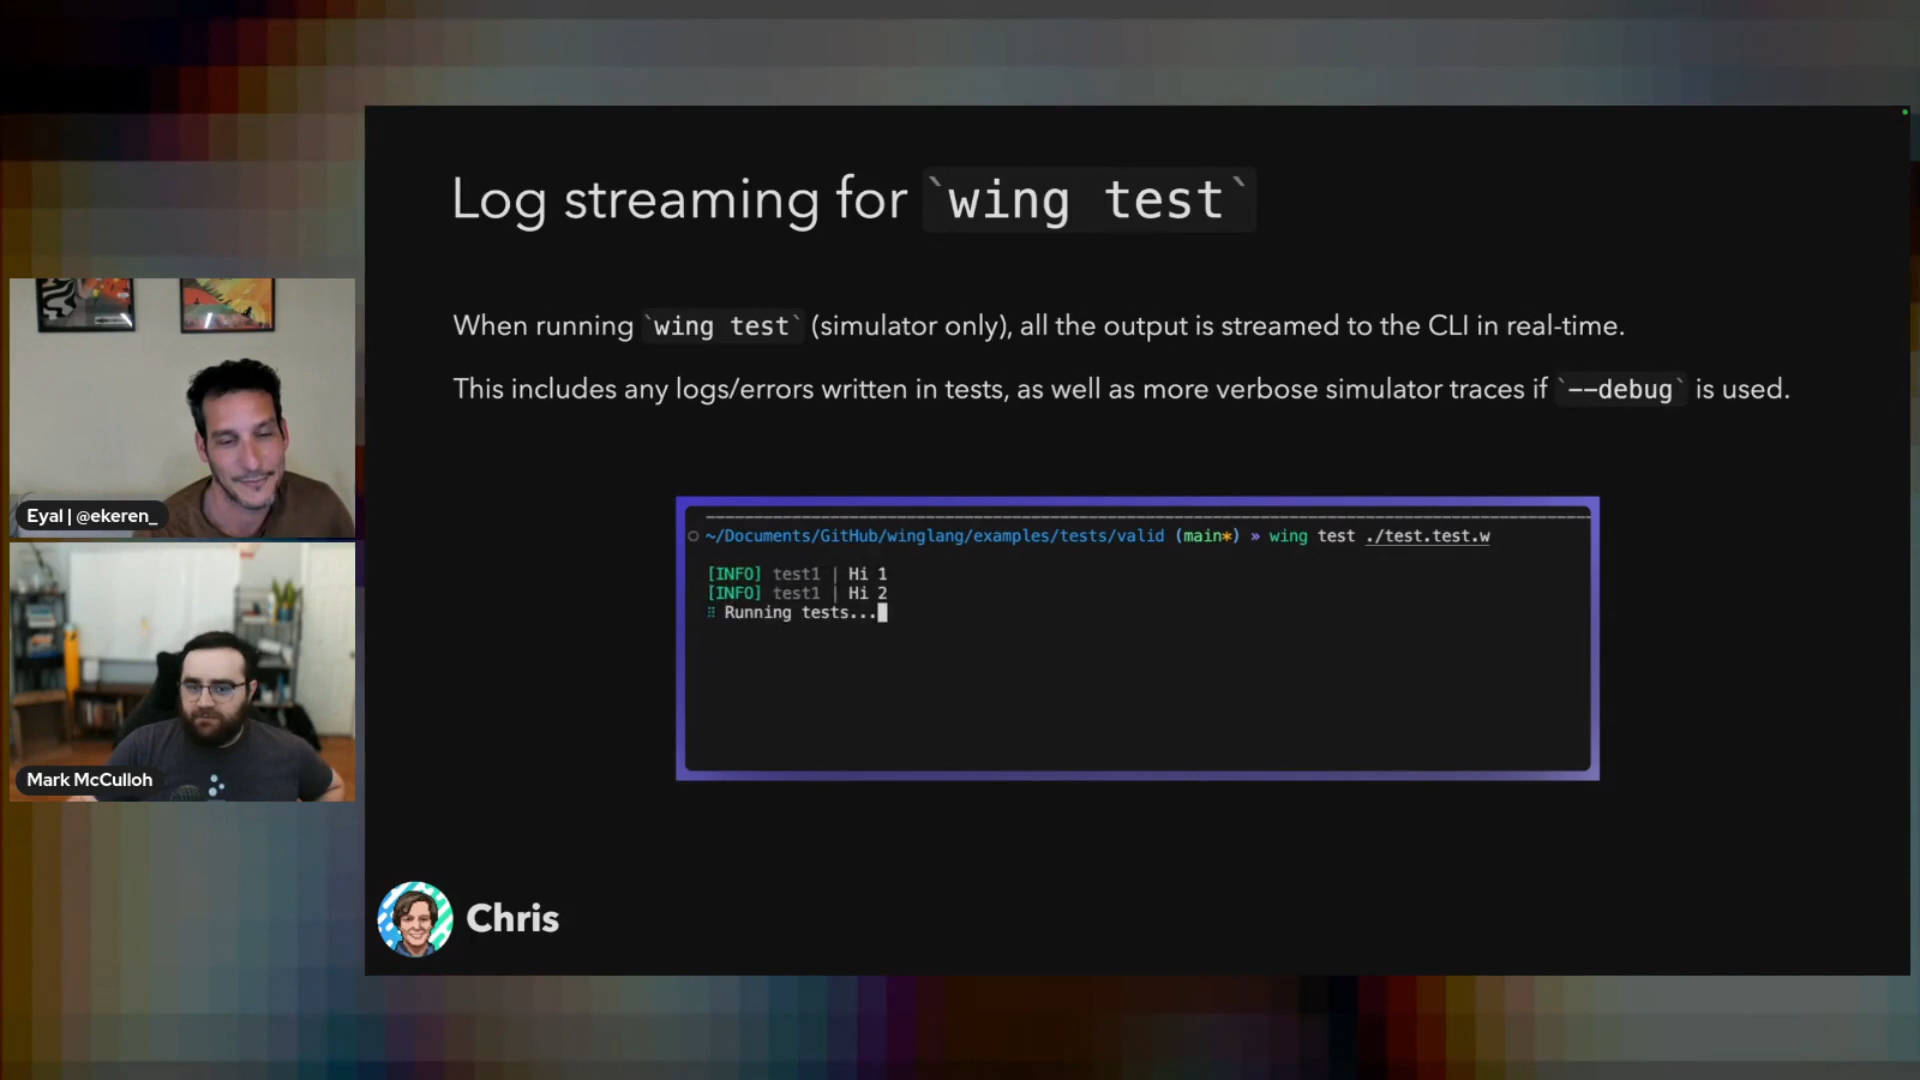 Log streaming for `wing test`
When running `wing test` (simulator only), all the output is streamed to the CLI in real-time.
This includes any logs/errors written in tests, as well as more verbose simulator traces if `--debug` is used.
~/Documents/GitHub/winglang/examples/tests/valid (main*) » wing test ./test.test.w
[INFO] test1 | Hi 1
[INFO] test1 | Hi 2
⠿ Running tests...
Chris
Eyal | @ekeren_
Mark McCulloh